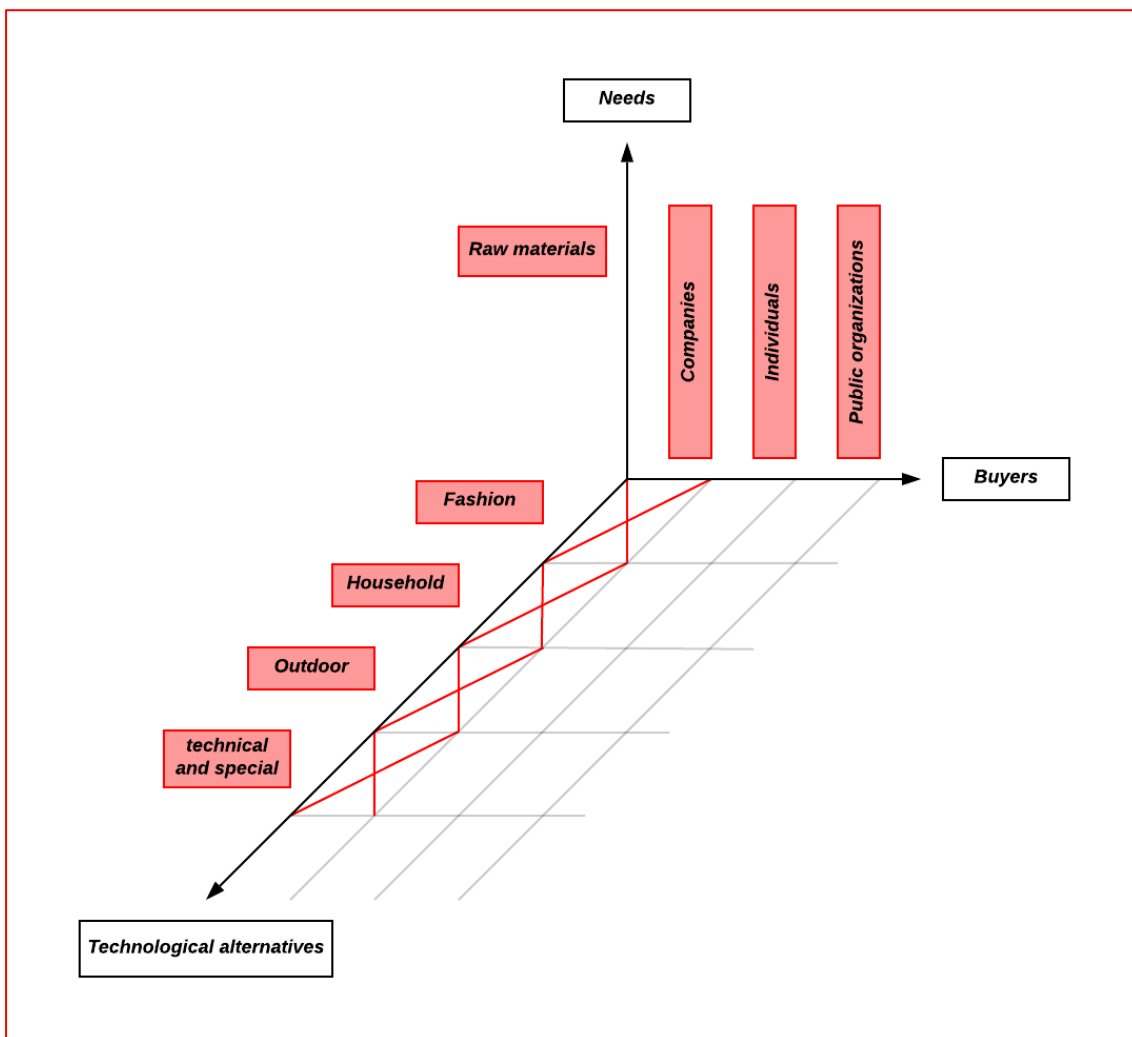 Needs
Raw materials
Companies
Individuals
Public organizations
Buyers
Fashion
Household
Outdoor
technical
and special
Technological alternatives